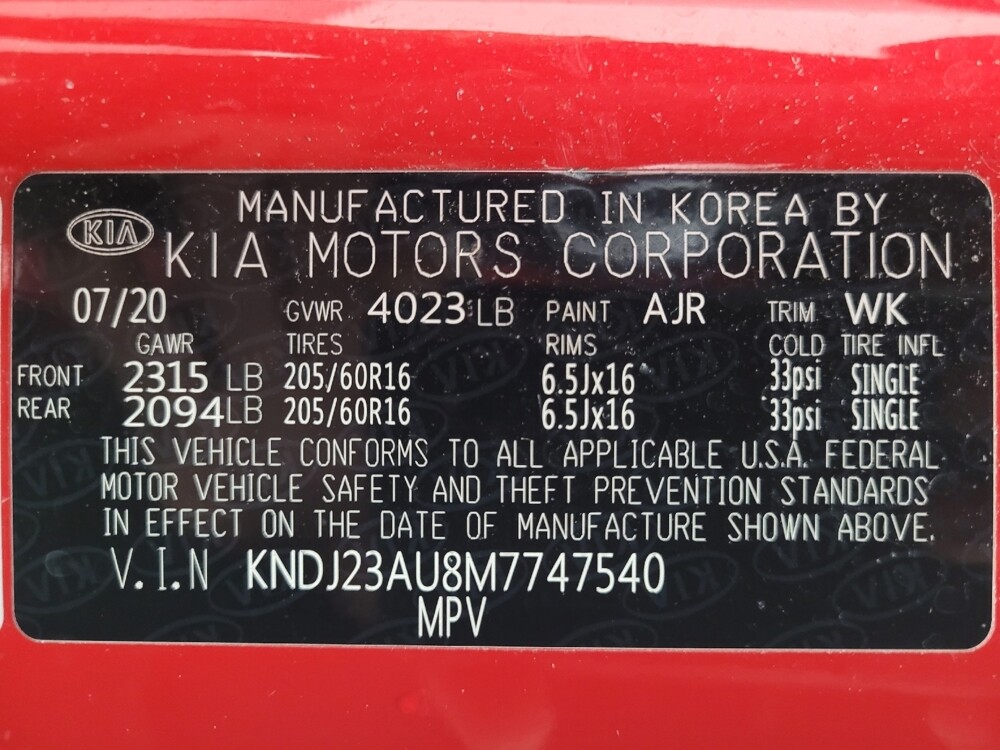 KIA MANUFACTURED IN KOREA BY
KIA MOTORS CORPORATION
07/20 GVWR 4023 LB PAINT AJR TRIM WK
GAWR TIRES RIMS COLD TIRE INFL
FRONT 2315 LB 205/60R16 6.5Jx16 33psi SINGLE
REAR 2094 LB 205/60R16 6.5Jx16 33psi SINGLE
THIS VEHICLE CONFORMS TO ALL APPLICABLE U.S.A. FEDERAL
MOTOR VEHICLE SAFETY AND THEFT PREVENTION STANDARDS
IN EFFECT ON THE DATE OF MANUFACTURE SHOWN ABOVE.
V.I.N KNDJ23AU8M7747540
MPV